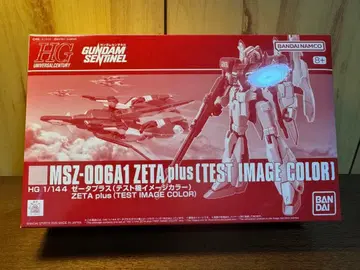 HG
UNIVERSAL CENTURY
GUNDAM
SENTINEL
BANDAI NAMCO
8+
MSZ-006A1 ZETA plus [TEST IMAGE COLOR]
HG 1/144 ゼータプラス(テスト機イメージカラー)
ZETA plus (TEST IMAGE COLOR)
BAN
DAI